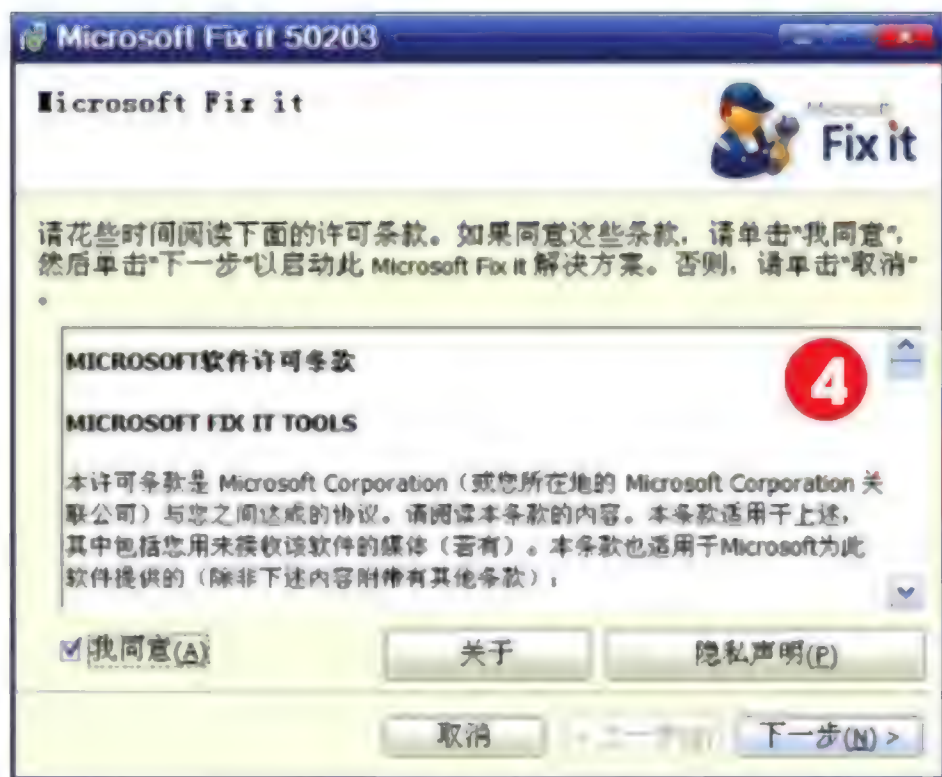 Microsoft Fix it 50203
Microsoft Fix it
Microsoft
Fix it
请花些时间阅读下面的许可条款。如果同意这些条款，请单击“我同意”，
然后单击“下一步”以启动此 Microsoft Fix it 解决方案。否则，请单击“取消”
。
4
MICROSOFT软件许可条款
MICROSOFT FIX IT TOOLS
本许可条款是 Microsoft Corporation（或您所在地的 Microsoft Corporation 关
联公司）与您之间达成的协议。请阅读本条款的内容。本条款适用于上述，
其中包括您用来接收该软件的媒体（若有）。本条款也适用于Microsoft为此
软件提供的（除非下述内容附带有其他条款）：
我同意(A)
关于
隐私声明(P)
取消
下一步(N) >